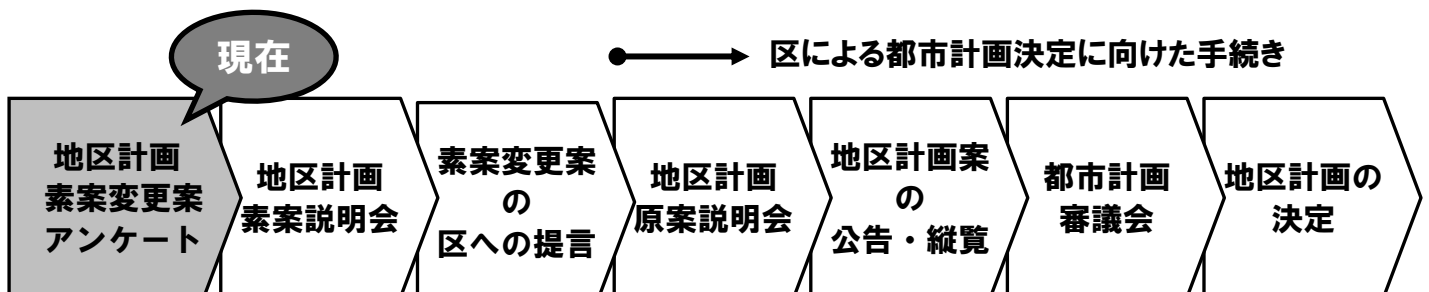 現在
区による都市計画決定に向けた手続き
地区計画
素案変更案
アンケート
地区計画
素案説明会
素案変更案
の
区への提言
地区計画
原案説明会
地区計画案
の
公告・縦覧
都市計画
審議会
地区計画の
決定